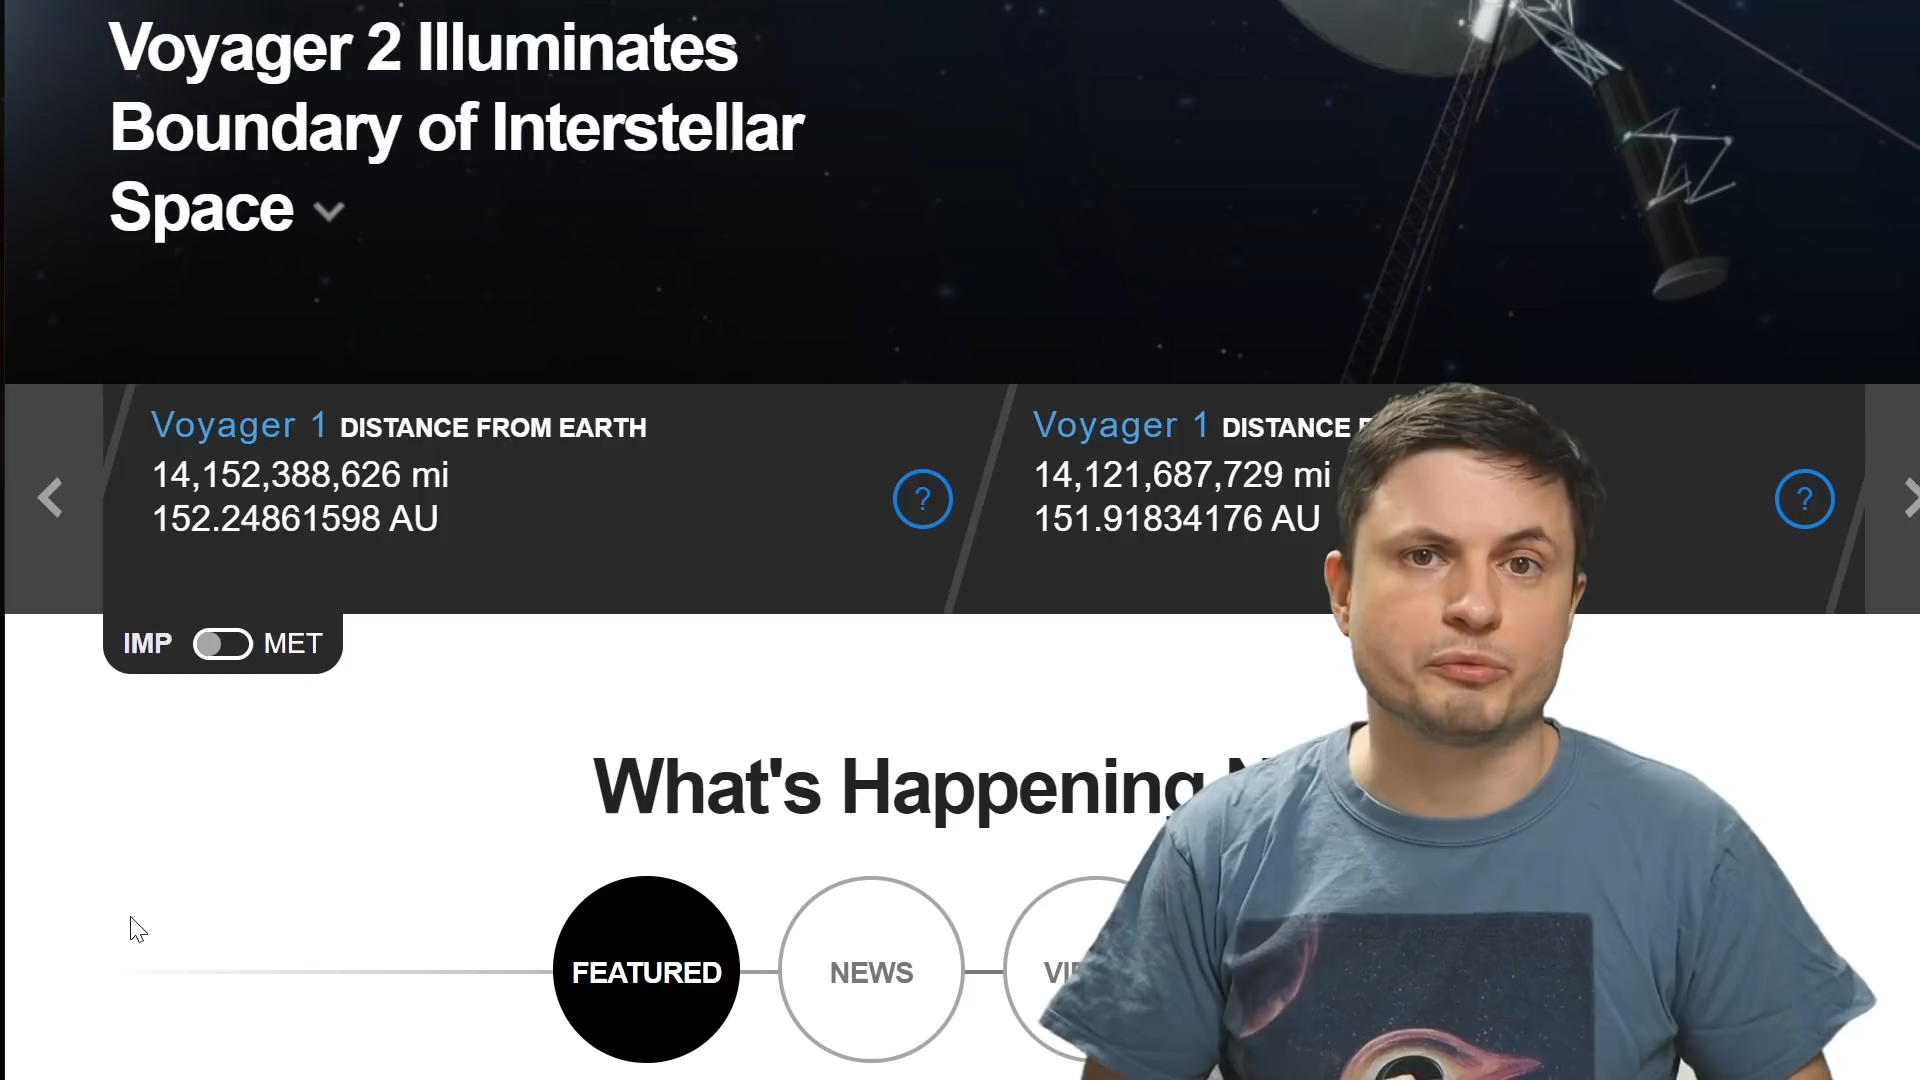 Voyager 2 Illuminates
Boundary of Interstellar
Space
Voyager 1 DISTANCE FROM EARTH
14,152,388,626 mi
152.24861598 AU
?
Voyager 1 DISTANCE
14,121,687,729 mi
151.91834176 AU
?
IMP MET
What's Happening
FEATURED
NEWS